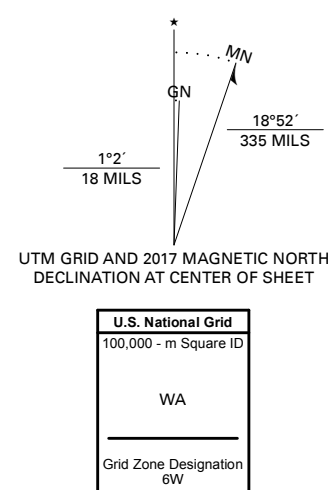 ★
MN
GN
18°52´
335 MILS
1°2´
18 MILS
UTM GRID AND 2017 MAGNETIC NORTH
DECLINATION AT CENTER OF SHEET
U.S. National Grid
100,000 - m Square ID
WA
Grid Zone Designation
6W